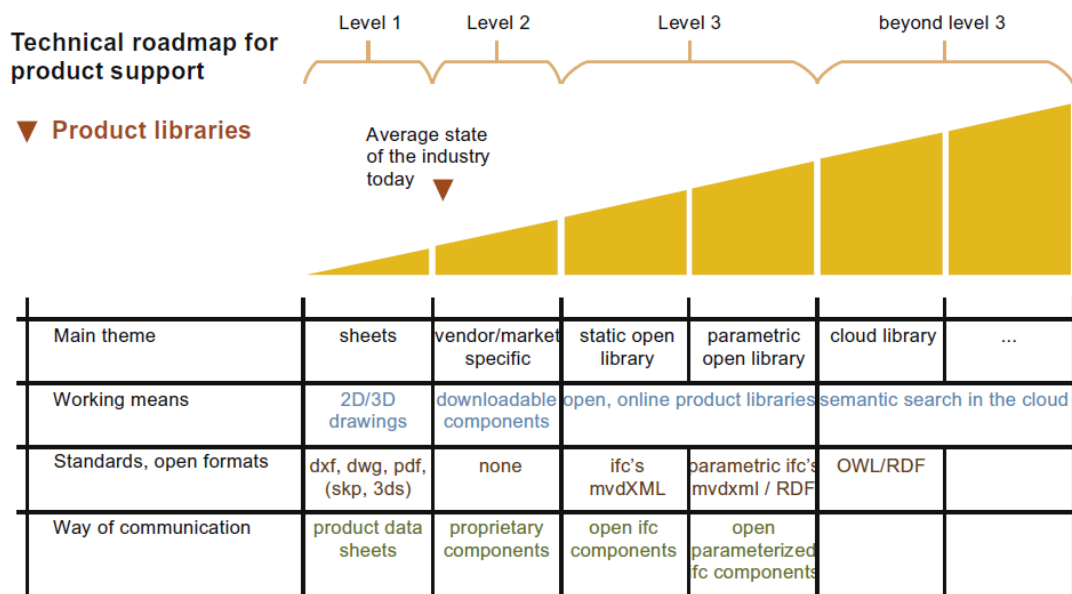 Technical roadmap for
product support
Product libraries
Level 1
Level 2
Level 3
beyond level 3
Average state
of the industry
today
Main theme
sheets
vendor/market
specific
static open
library
parametric
open library
cloud library
...
Working means
2D/3D
drawings
downloadable
components
open, online product libraries
semantic search in the cloud
Standards, open formats
dxf, dwg, pdf,
(skp, 3ds)
none
ifc's
mvdXML
parametric ifc's
mvdxml / RDF
OWL/RDF
Way of communication
product data
sheets
proprietary
components
open ifc
components
open
parameterized
ifc components